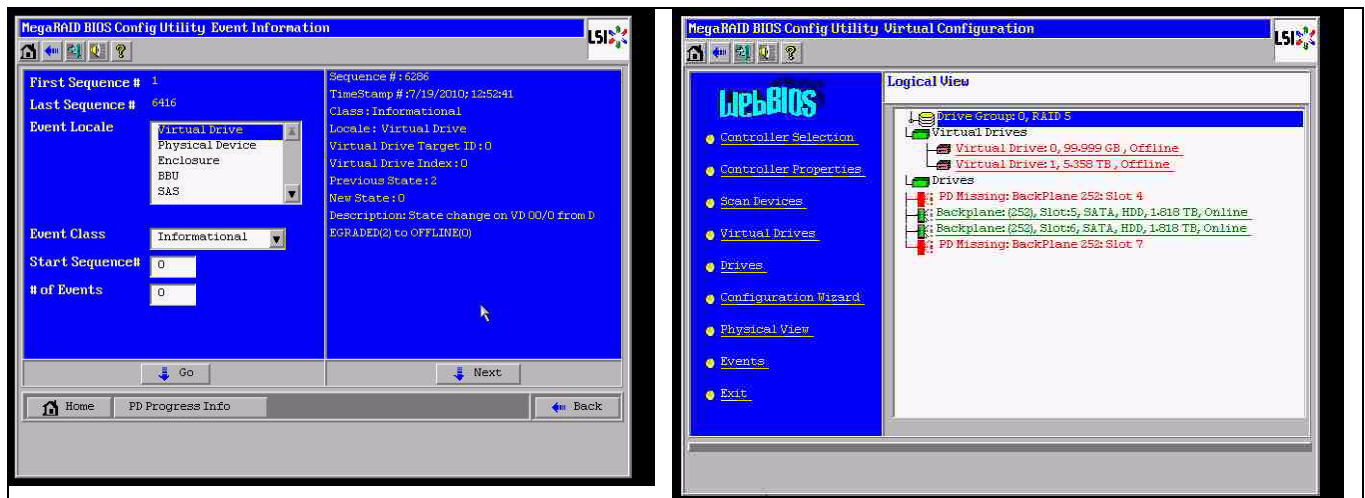 MegaRAID BIOS Config Utility Event Information
LSI
First Sequence # 1
Last Sequence # 6416
Event Locale
Virtual Drive
Physical Device
Enclosure
BBU
SAS
Event Class Informational
Start Sequence# 0
# of Events 0
Go
Sequence #:6286
TimeStamp #:7/19/2010; 12:52:41
Class:Informational
Locale: Virtual Drive
Virtual Drive Target ID:0
Virtual Drive Index:0
Previous State:2
New State:0
Description: State change on VD 00/0 from D
EGRADED(2) to OFFLINE(0)
Next
Home PD Progress Info Back
MegaRAID BIOS Config Utility Virtual Configuration
LSI
WebBIOS
Controller Selection
Controller Properties
Scan Devices
Virtual Drives
Drives
Configuration Wizard
Physical View
Events
Exit
Logical View
Drive Group: 0, RAID 5
Virtual Drives
Virtual Drive: 0, 99.999 GB, Offline
Virtual Drive: 1, 5.358 TB, Offline
Drives
PD Missing: BackPlane 252: Slot 4
Backplane: (252), Slot:5, SATA, HDD, 1.818 TB, Online
Backplane: (252), Slot:6, SATA, HDD, 1.818 TB, Online
PD Missing: BackPlane 252: Slot 7